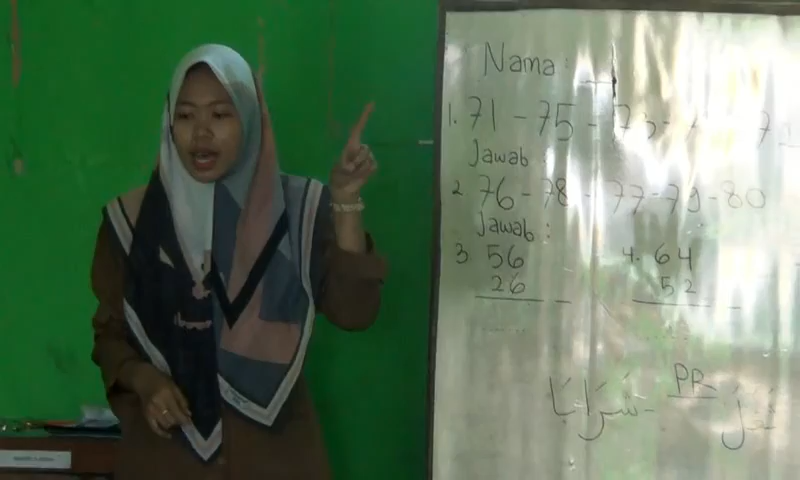 Nama :
1. 71 - 75 -
Jawab :
2 76 - 78 - 77 - 79 - 80
Jawab :
3 56 4. 64
26 52
PR